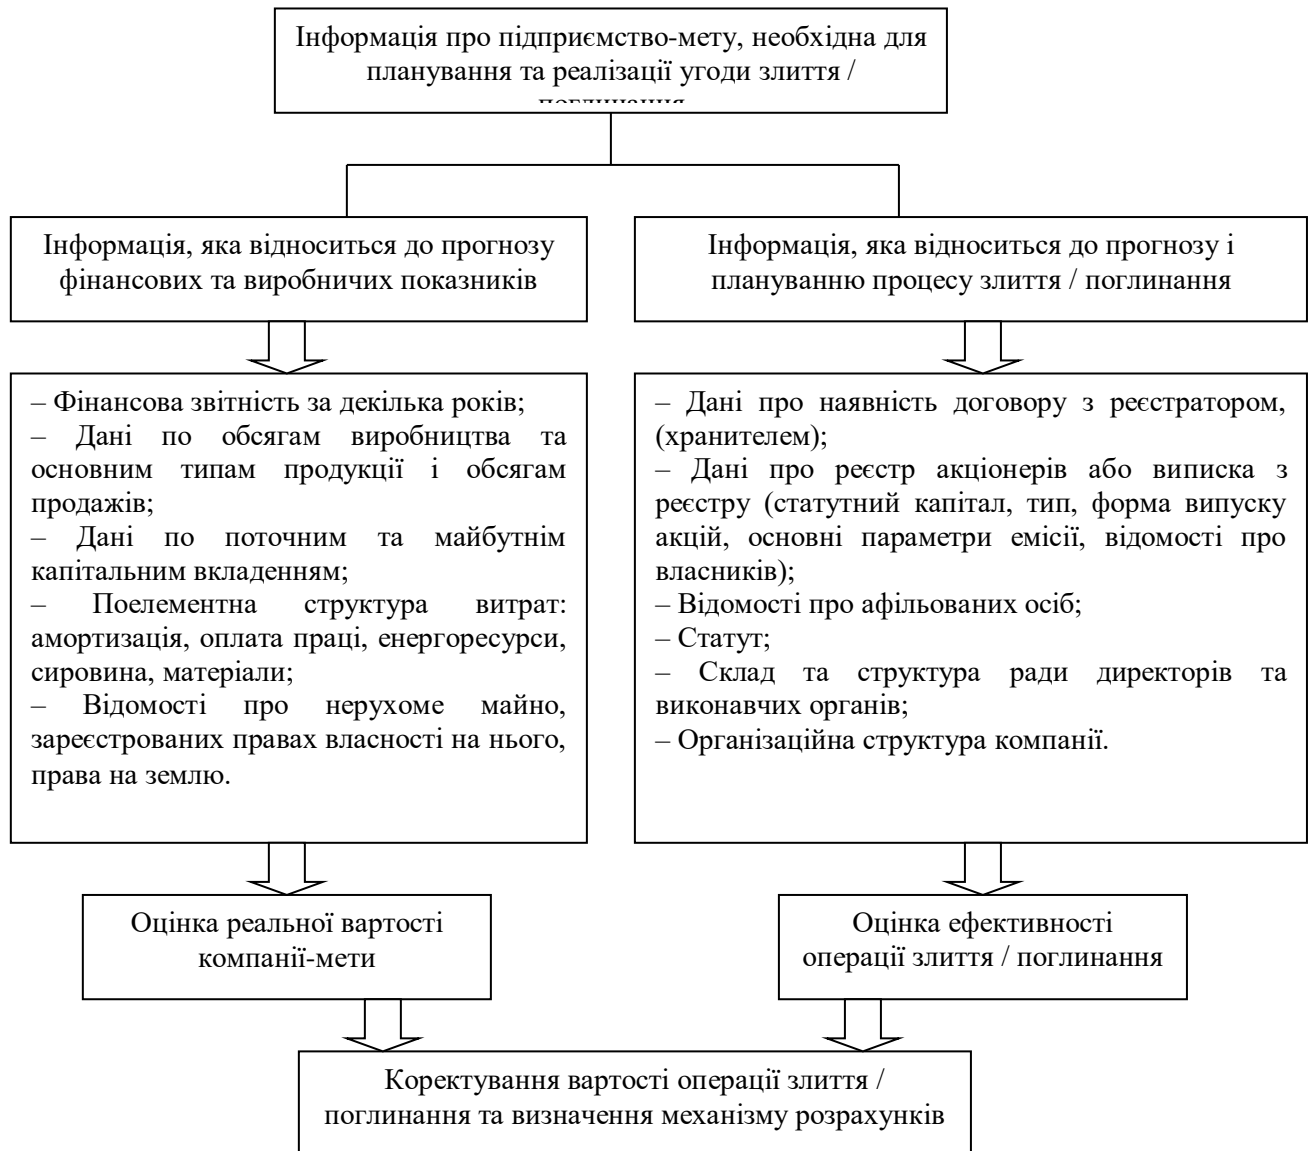 Інформація про підприємство-мету, необхідна для
планування та реалізації угоди злиття /
поглинання
Інформація, яка відноситься до прогнозу
фінансових та виробничих показників
Інформація, яка відноситься до прогнозу і
плануванню процесу злиття / поглинання
– Фінансова звітність за декілька років;
– Дані по обсягам виробництва та
основним типам продукції і обсягам
продажів;
– Дані по поточним та майбутнім
капітальним вкладенням;
– Поелементна структура витрат:
амортизація, оплата праці, енергоресурси,
сировина, матеріали;
– Відомості про нерухоме майно,
зареєстрованих правах власності на нього,
права на землю.
– Дані про наявність договору з реєстратором,
(хранителем);
– Дані про реєстр акціонерів або виписка з
реєстру (статутний капітал, тип, форма випуску
акцій, основні параметри емісії, відомості про
власників);
– Відомості про афільованих осіб;
– Статут;
– Склад та структура ради директорів та
виконавчих органів;
– Організаційна структура компанії.
Оцінка реальної вартості
компанії-мети
Оцінка ефективності
операції злиття / поглинання
Коректування вартості операції злиття /
поглинання та визначення механізму розрахунків